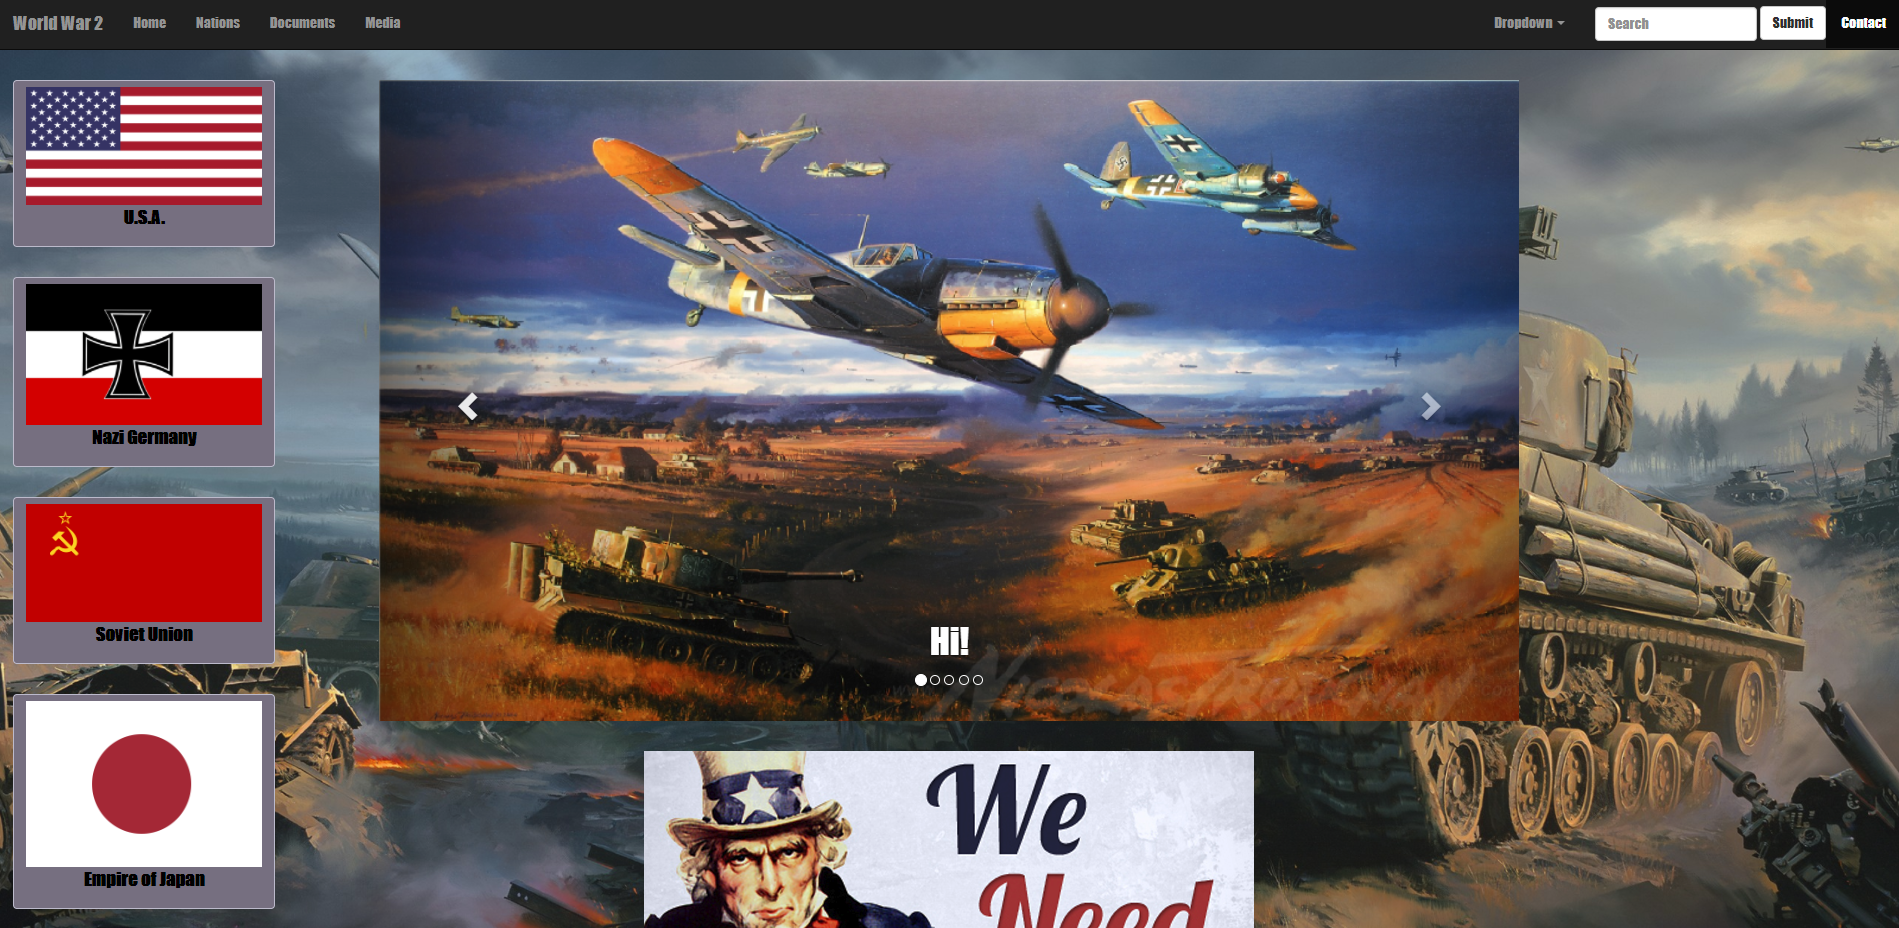 World War 2 Home Nations Documents Media Dropdown Search Submit Contact
U.S.A.
Nazi Germany
Soviet Union
Empire of Japan
Hi!
We
Need